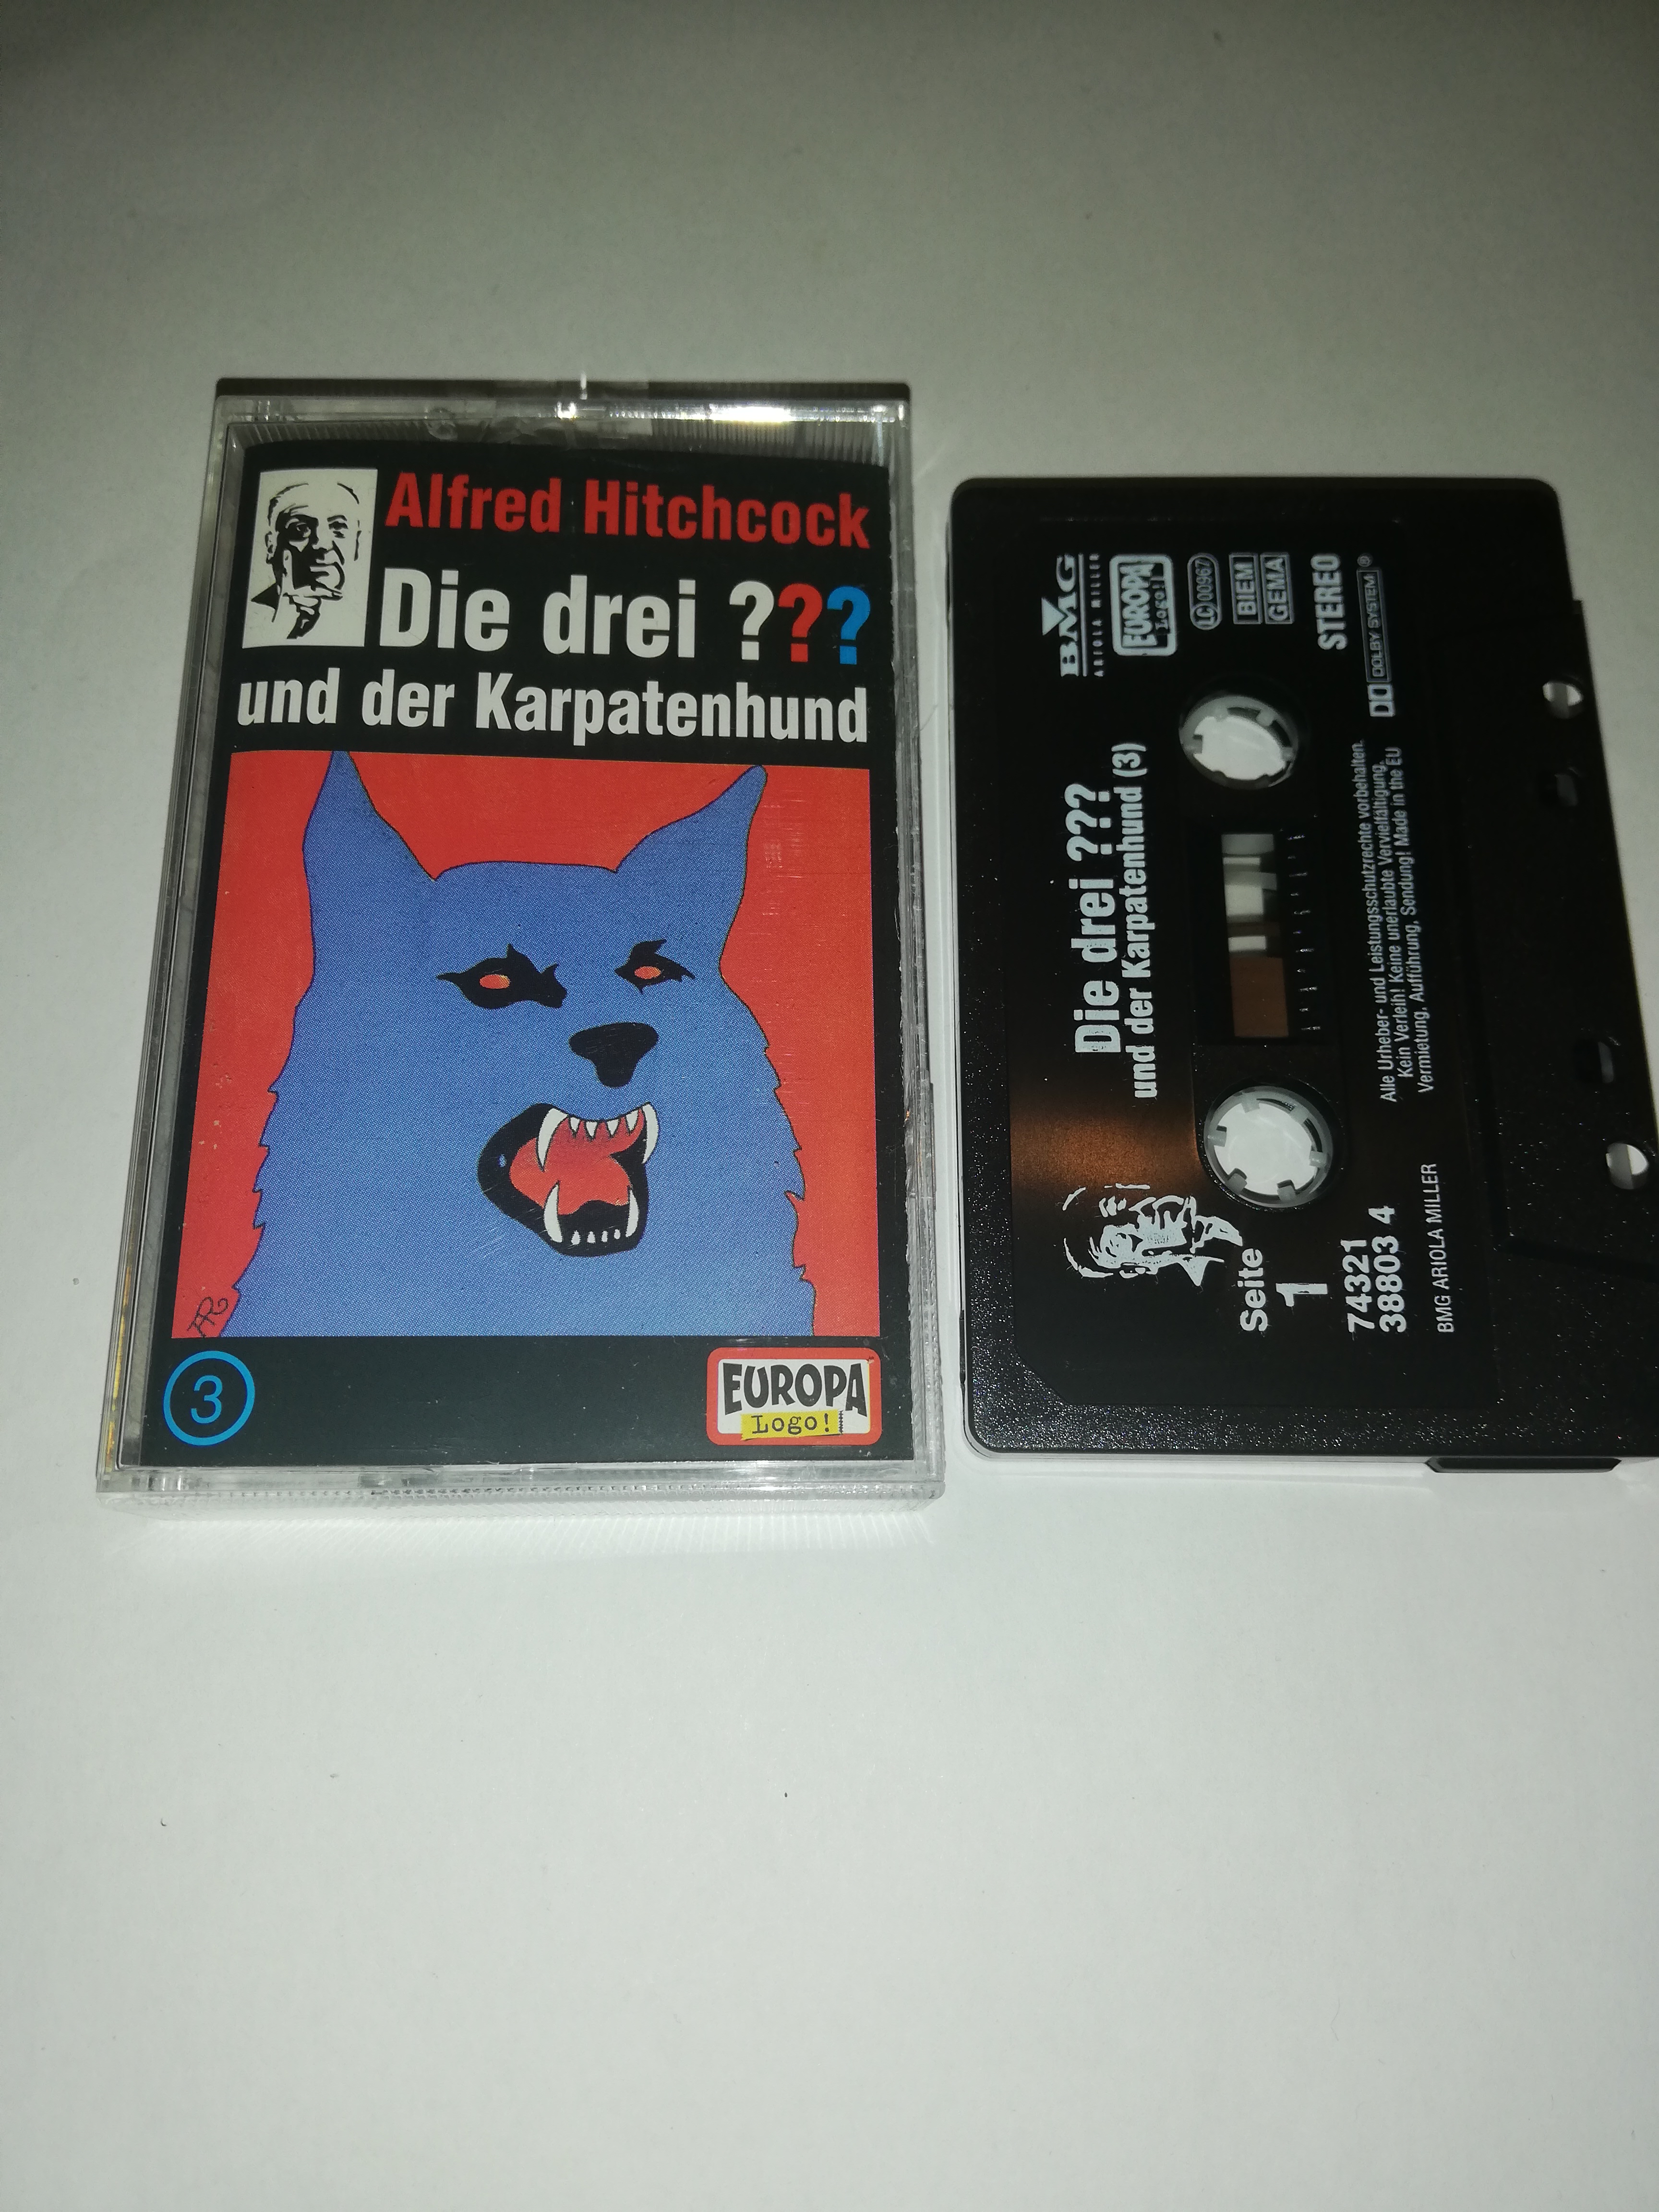 Alfred Hitchcock
Die drei ???
und der Karpatenhund
3
EUROPA
Logo!
Die drei ???
und der Karpatenhund (3)
BMG
ARIOLA MILLER
EUROPA
Logo!
LC 00967
BIEM
GEMA
STEREO
DOLBY SYSTEM®
Seite
1
74321
38803 4
Alle Urheber- und Leistungsschutzrechte vorbehalten.
Kein Verleih! Keine unerlaubte Vervielfältigung,
Vermietung, Aufführung, Sendung! Made in the EU
BMG ARIOLA MILLER